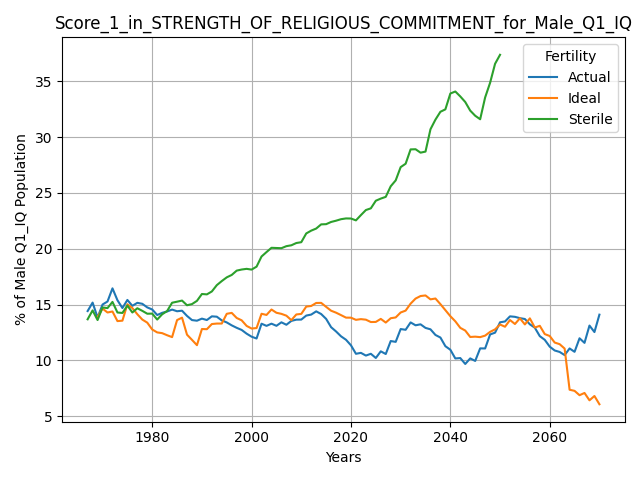 Score_1_in_STRENGTH_OF_RELIGIOUS_COMMITMENT_for_Male_Q1_IQ
Fertility
Actual
Ideal
Sterile
% of Male Q1_IQ Population
35
30
25
20
15
10
5
1980 2000 2020 2040 2060
Years